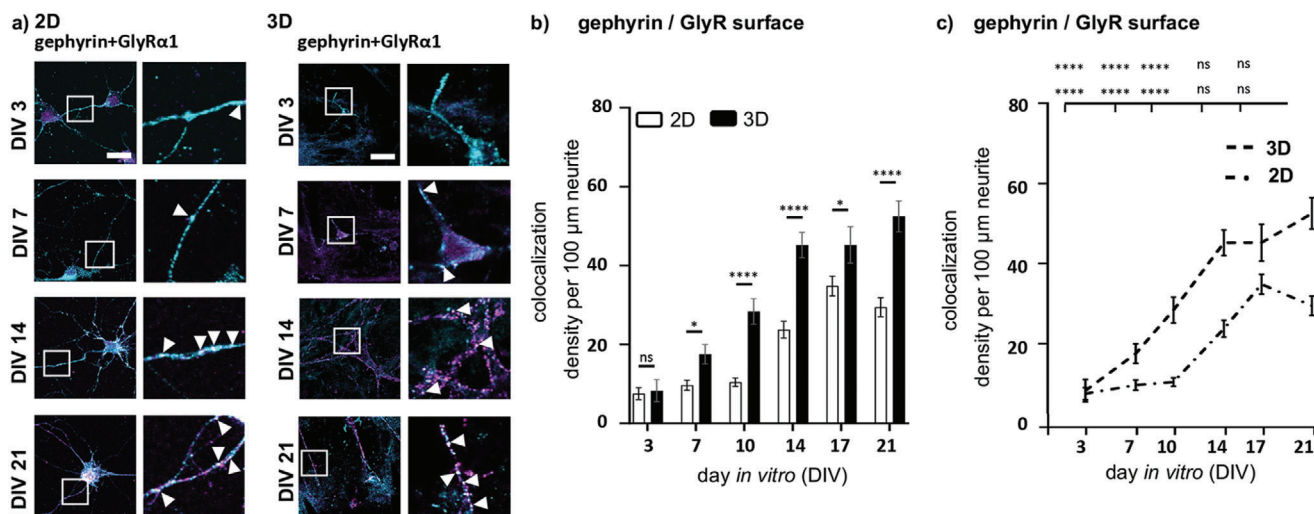 a) 2D
gephyrin+GlyRα1
3D
gephyrin+GlyRα1
DIV 3
DIV 7
DIV 14
DIV 21
DIV 3
DIV 7
DIV 14
DIV 21
b) gephyrin / GlyR surface
colocalization
density per 100 µm neurite
80
60
40
20
0
2D 3D
ns
*
****
****
*
****
3 7 10 14 17 21
day in vitro (DIV)
c) gephyrin / GlyR surface
**** **** **** ns ns
**** **** **** ns ns
colocalization
density per 100 µm neurite
80
60
40
20
0
3D
2D
3 7 10 14 17 21
day in vitro (DIV)